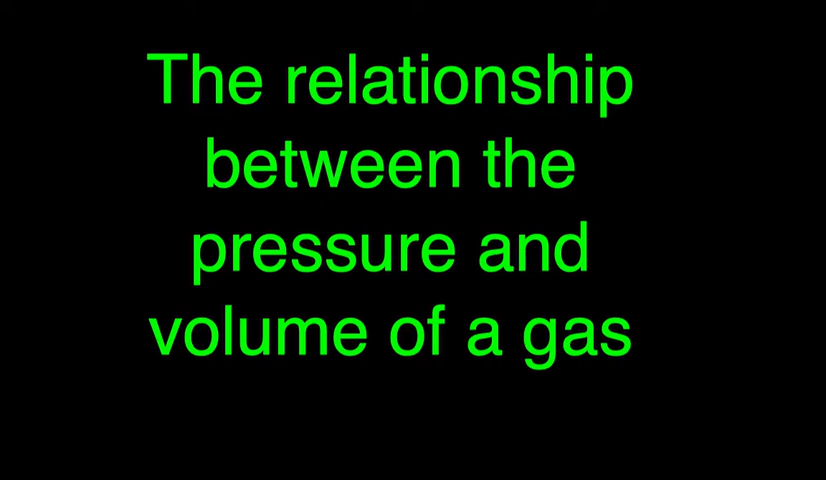 The relationship
between the
pressure and
volume of a gas